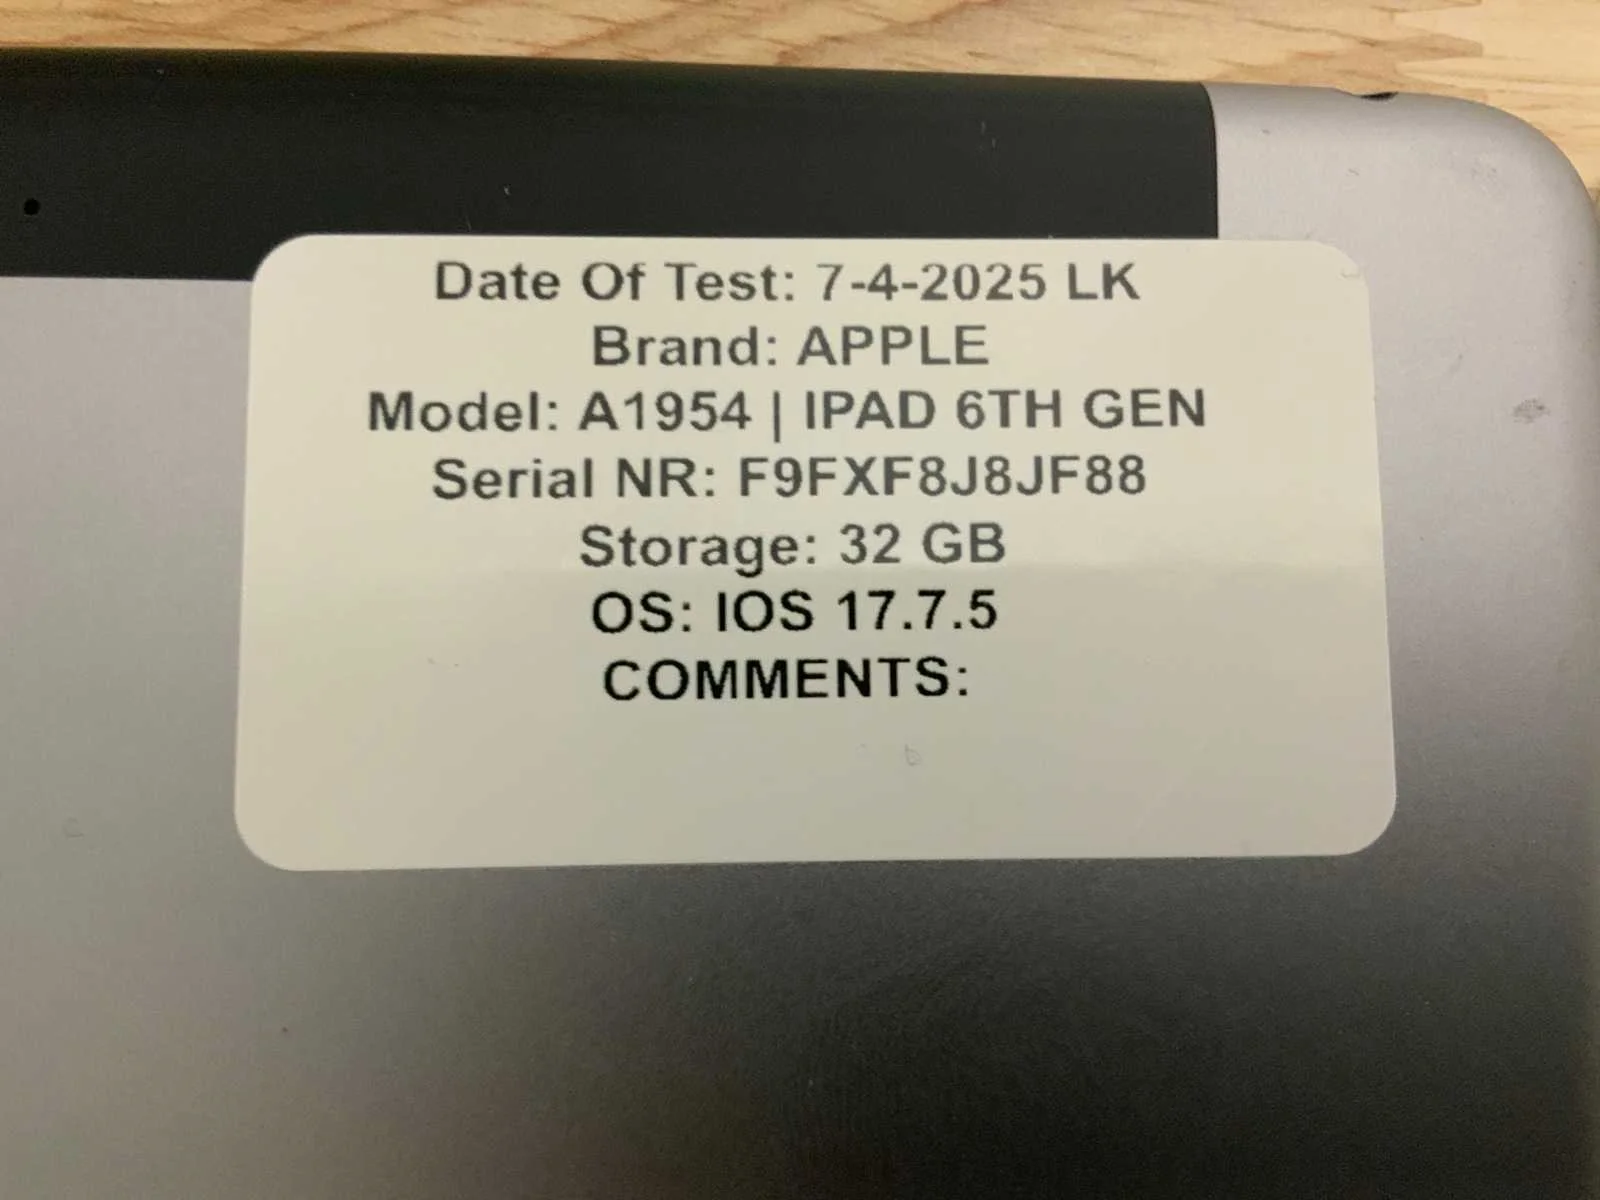 Date Of Test: 7-4-2025 LK
Brand: APPLE
Model: A1954 | IPAD 6TH GEN
Serial NR: F9FXF8J8JF88
Storage: 32 GB
OS: IOS 17.7.5
COMMENTS: